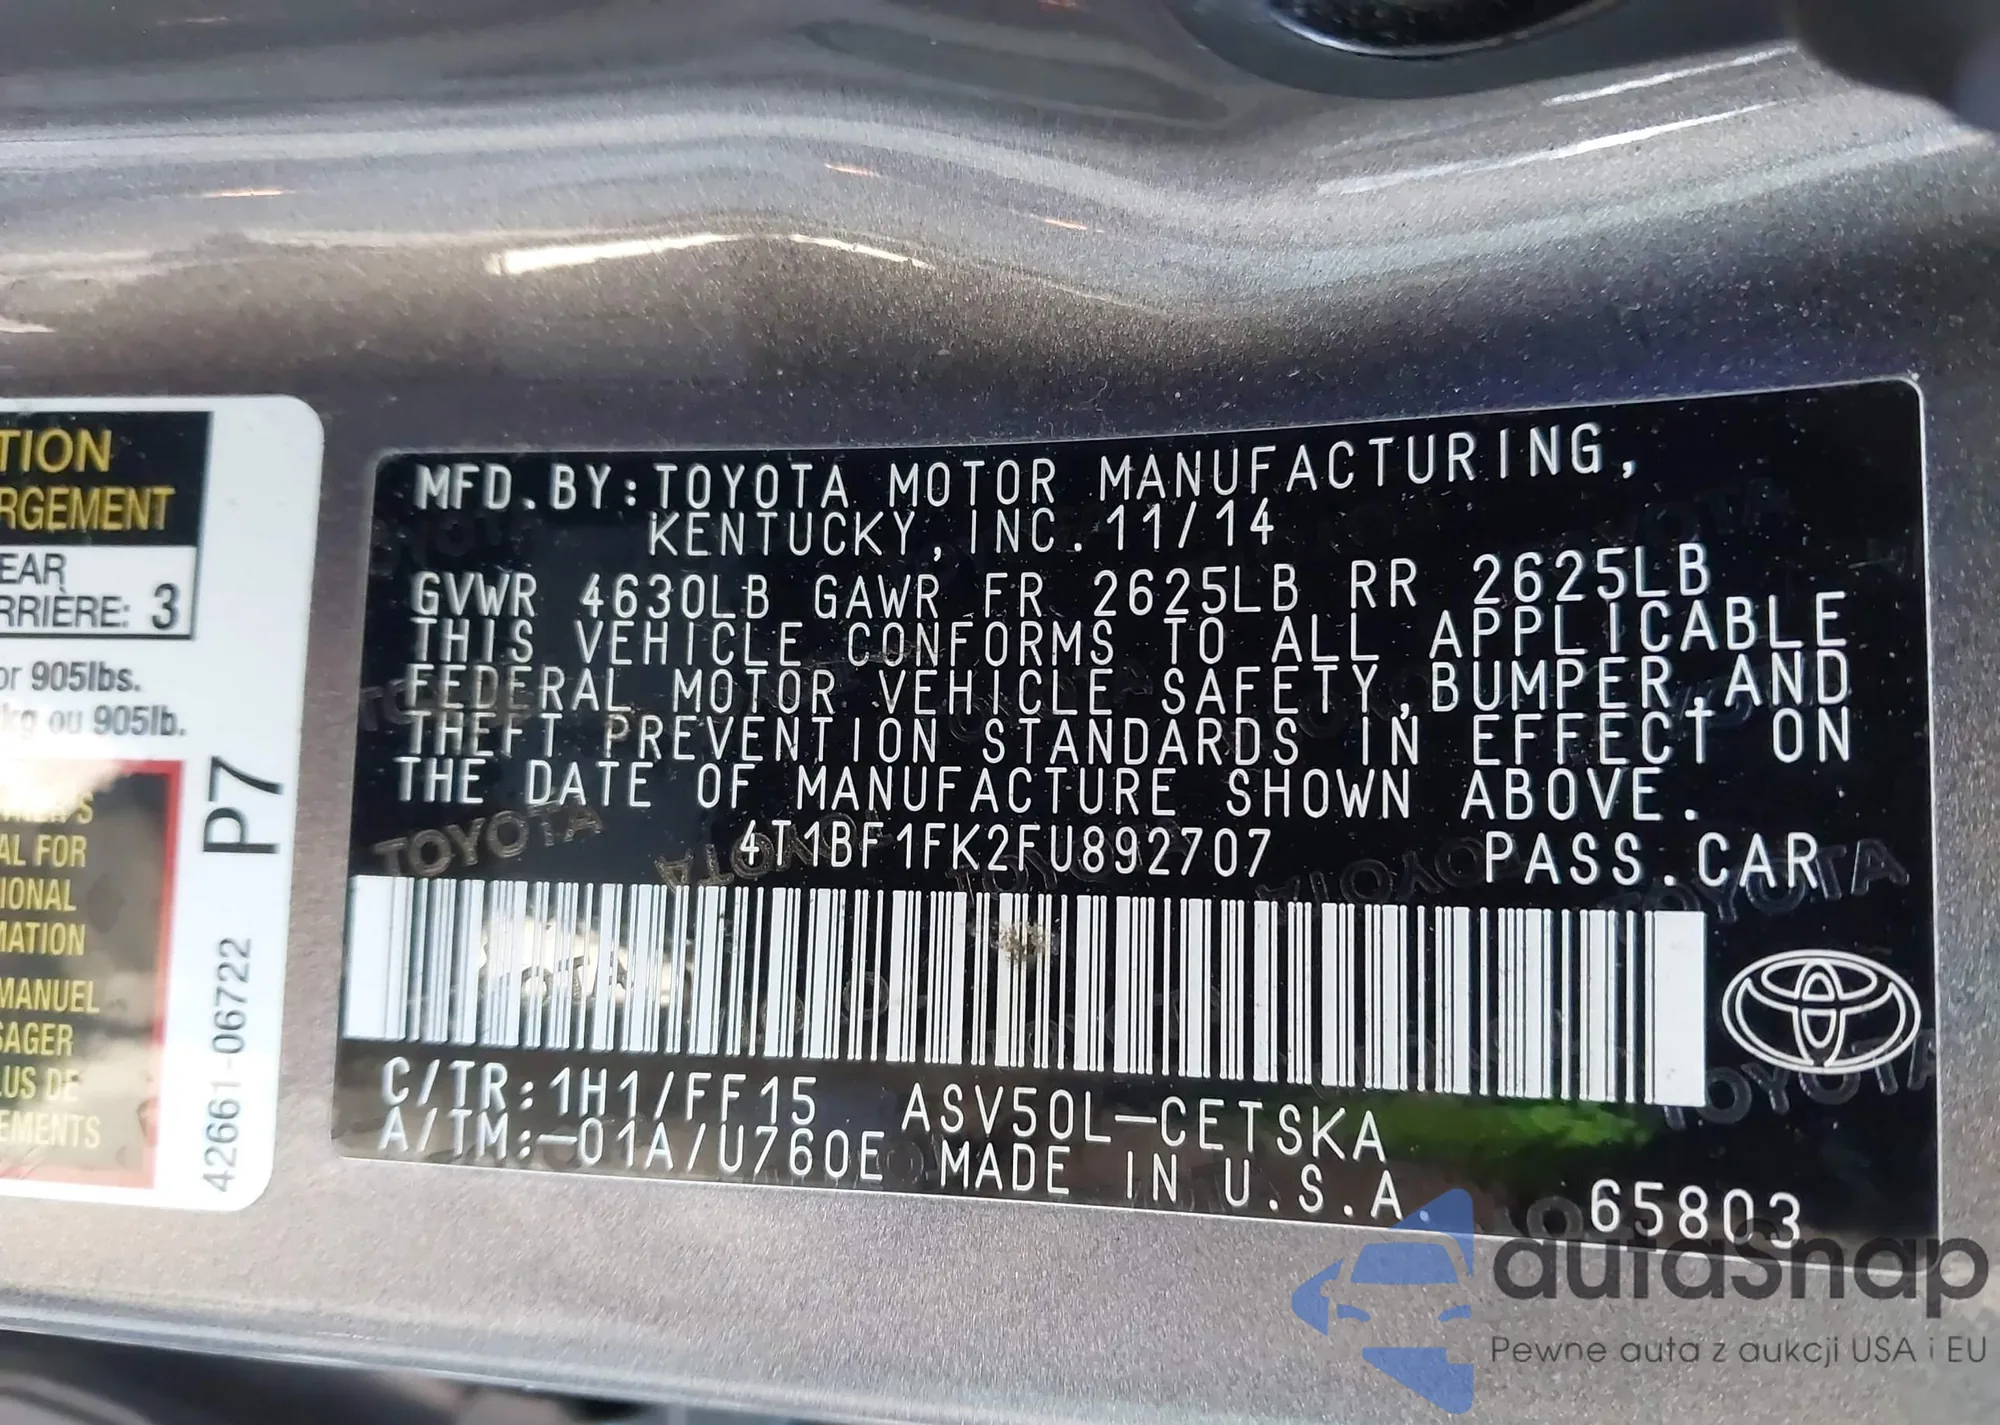 TION
RGEMENT
EAR
RRIÈRE: 3
or 905lbs.
kg ou 905lb.
AL FOR
IONAL
MATION
MANUEL
SAGER
LUS DE
EMENTS
P7
42661-06722
MFD.BY:TOYOTA MOTOR MANUFACTURING,
KENTUCKY, INC. 11/14
GVWR 4630LB GAWR FR 2625LB RR 2625LB
THIS VEHICLE CONFORMS TO ALL APPLICABLE
FEDERAL MOTOR VEHICLE SAFETY,BUMPER,AND
THEFT PREVENTION STANDARDS IN EFFECT ON
THE DATE OF MANUFACTURE SHOWN ABOVE.
4T1BF1FK2FU892707 PASS.CAR
C/TR:1H1/FF15 ASV50L-CETSKA
A/TM:-01A/U760E MADE IN U.S.A.
65803
autaSnap
Pewne auta z aukcji USA i EU